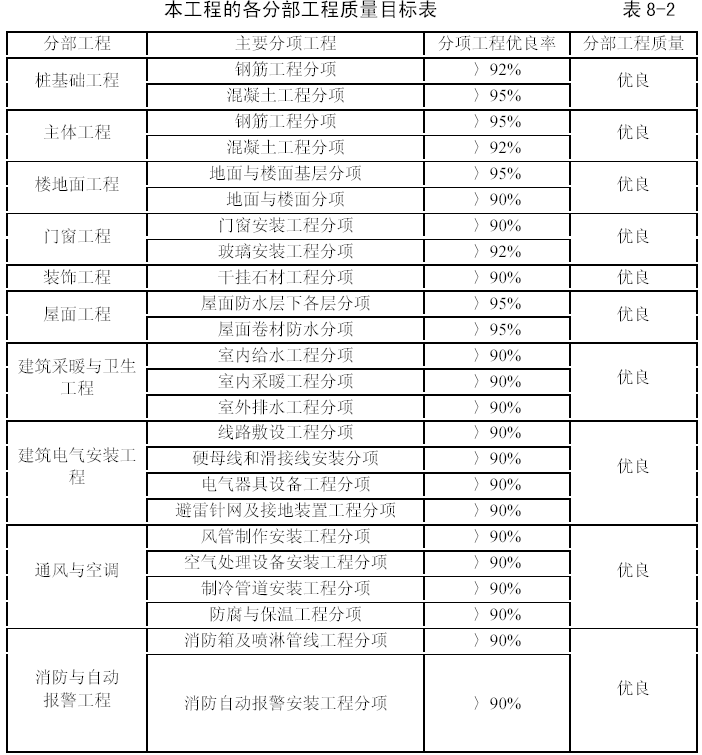 本工程的各分部工程质量目标表 表 8-2
分部工程 主要分项工程 分项工程优良率 分部工程质量
桩基础工程 钢筋工程分项 〉92% 优良
混凝土工程分项 〉95%
主体工程 钢筋工程分项 〉95% 优良
混凝土工程分项 〉92%
楼地面工程 地面与楼面基层分项 〉95% 优良
地面与楼面分项 〉90%
门窗工程 门窗安装工程分项 〉90% 优良
玻璃安装工程分项 〉92%
装饰工程 干挂石材工程分项 〉90% 优良
屋面工程 屋面防水层下各层分项 〉95% 优良
屋面卷材防水分项 〉95%
建筑采暖与卫生
工程 室内给水工程分项 〉90% 优良
室内采暖工程分项 〉90%
室外排水工程分项 〉90%
建筑电气安装工
程 线路敷设工程分项 〉90% 优良
硬母线和滑接线安装分项 〉90%
电气器具设备工程分项 〉90%
避雷针网及接地装置工程分项 〉90%
通风与空调 风管制作安装工程分项 〉90% 优良
空气处理设备安装工程分项 〉90%
制冷管道安装工程分项 〉90%
防腐与保温工程分项 〉90%
消防与自动
报警工程 消防箱及喷淋管线工程分项 〉90% 优良
消防自动报警安装工程分项 〉90%